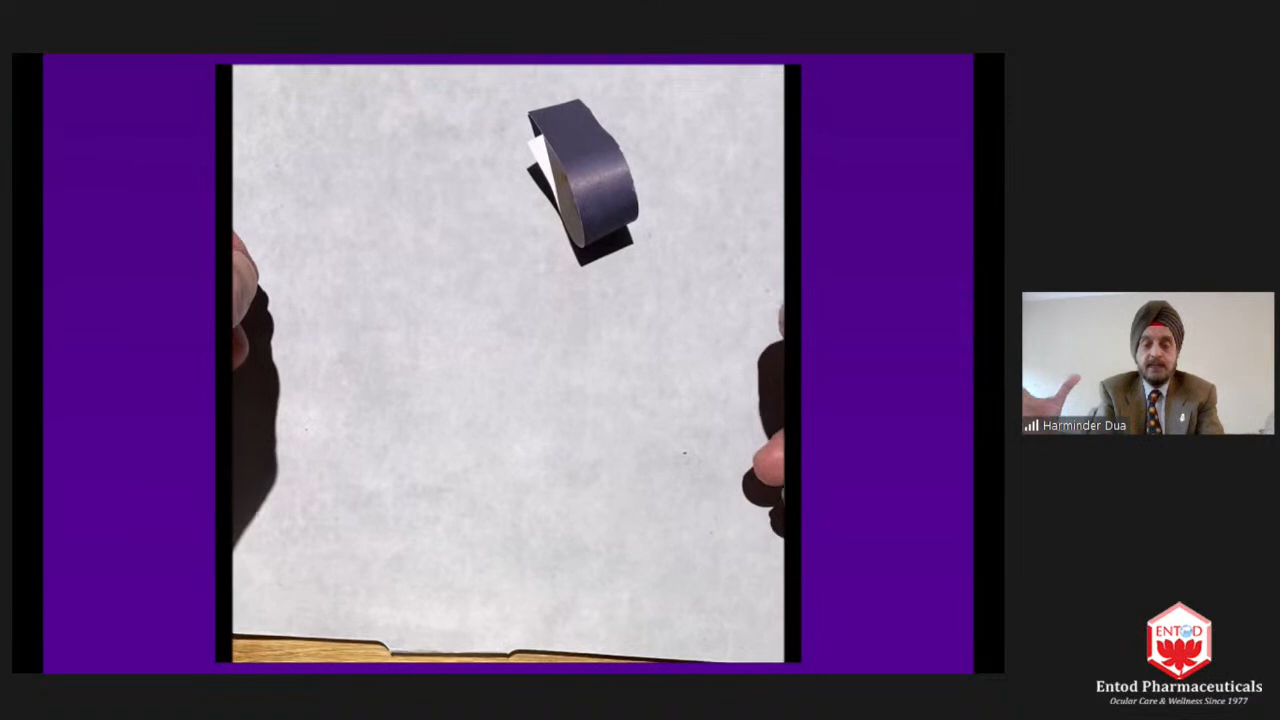 Harminder Dua
ENTOD
Entod Pharmaceuticals
Ocular Care & Wellness Since 1977